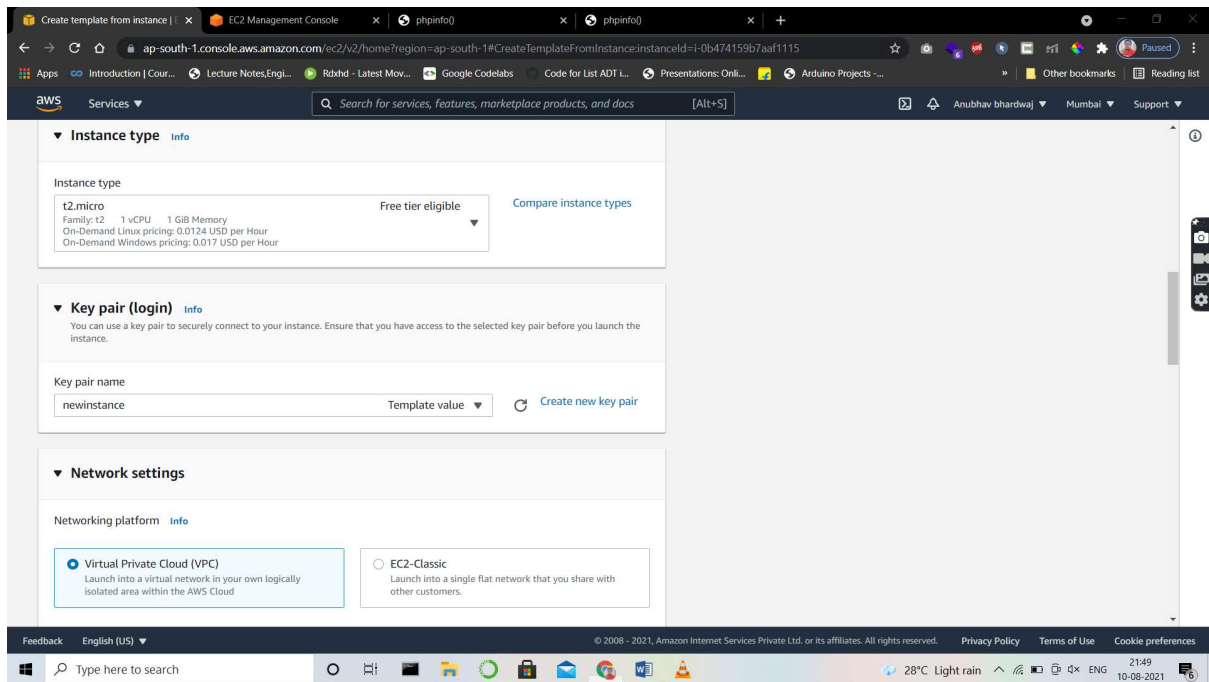 Create template from instance | E
EC2 Management Console
phpinfo()
phpinfo()
ap-south-1.console.aws.amazon.com/ec2/v2/home?region=ap-south-1#CreateTemplateFromInstance:instanceId=i-0b474159b7aaf1115
Paused
Apps
Introduction | Cour...
Lecture Notes,Engi...
Rdxhd - Latest Mov...
Google Codelabs
Code for List ADT i...
Presentations: Onli...
Arduino Projects -...
»
Other bookmarks
Reading list
aws
Services
Search for services, features, marketplace products, and docs
[Alt+S]
Anubhav bhardwaj
Mumbai
Support
Instance type Info
Instance type
t2.micro
Free tier eligible
Family: t2 1 vCPU 1 GiB Memory
On-Demand Linux pricing: 0.0124 USD per Hour
On-Demand Windows pricing: 0.017 USD per Hour
Compare instance types
Key pair (login) Info
You can use a key pair to securely connect to your instance. Ensure that you have access to the selected key pair before you launch the
instance.
Key pair name
newinstance
Template value
Create new key pair
Network settings
Networking platform Info
Virtual Private Cloud (VPC)
Launch into a virtual network in your own logically
isolated area within the AWS Cloud
EC2-Classic
Launch into a single flat network that you share with
other customers.
Feedback
English (US)
© 2008 - 2021, Amazon Internet Services Private Ltd. or its affiliates. All rights reserved.
Privacy Policy
Terms of Use
Cookie preferences
Type here to search
28°C Light rain
ENG
21:49
10-08-2021
6